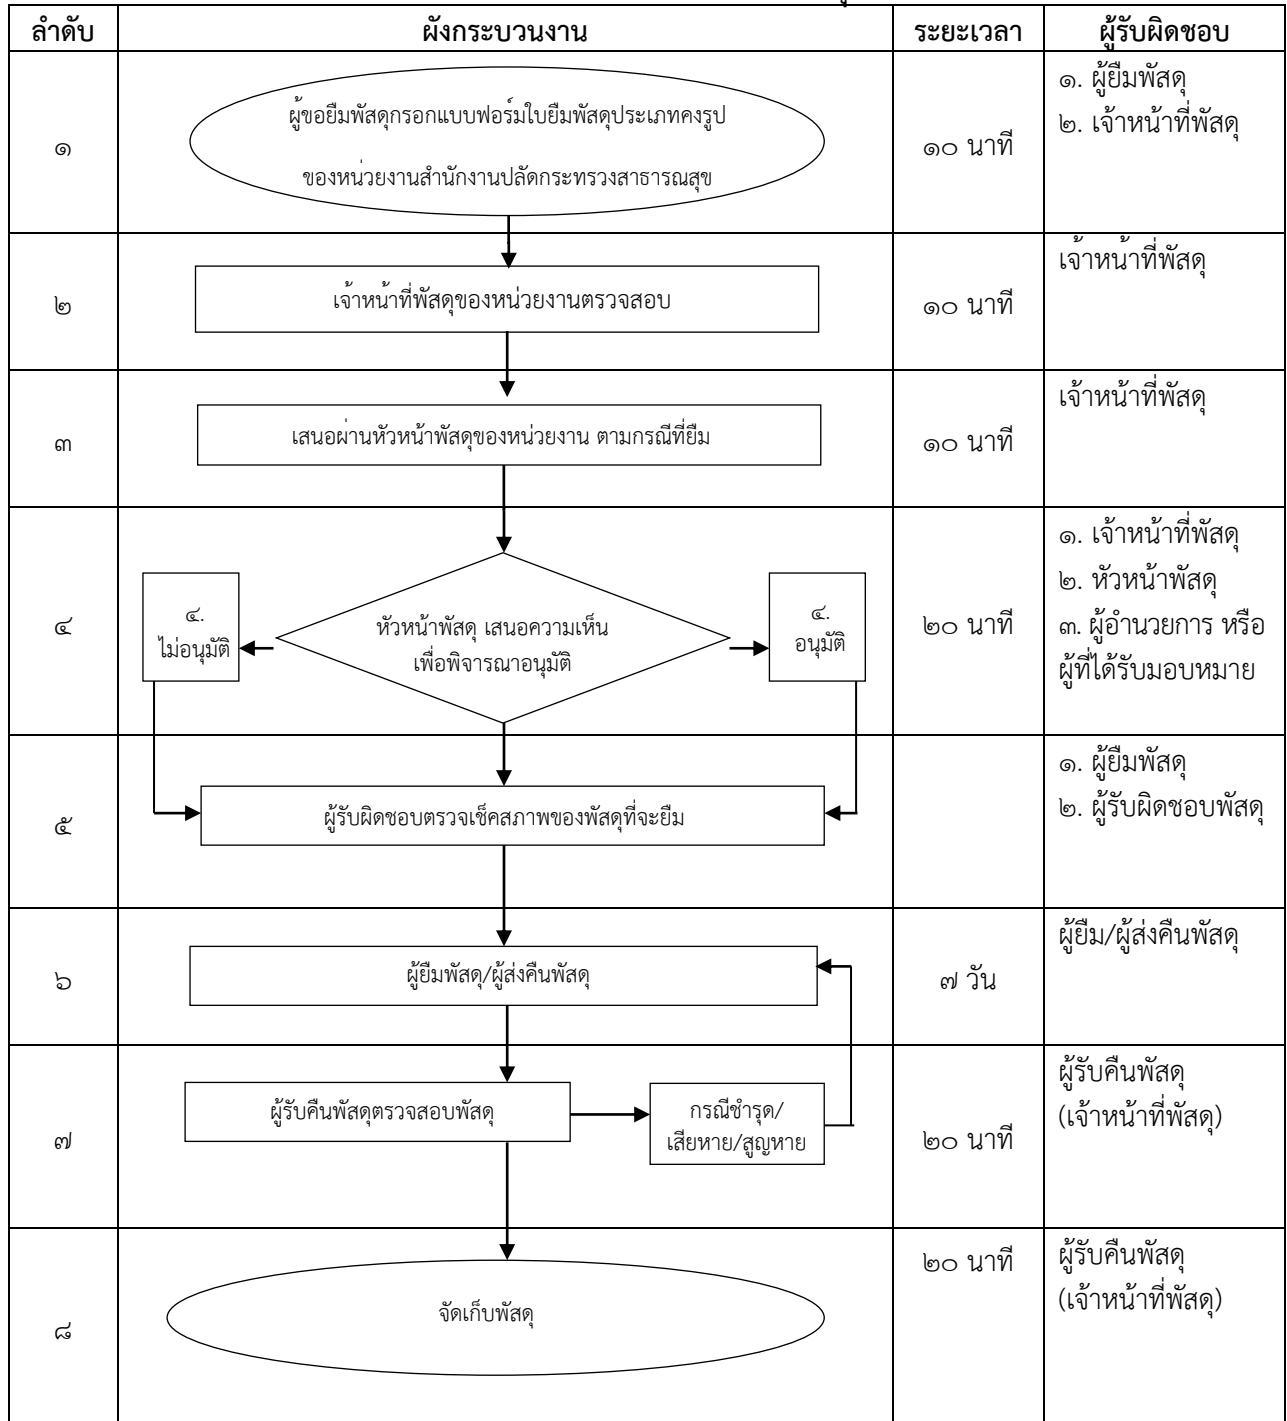 ลำดับ ผังกระบวนงาน ระยะเวลา ผู้รับผิดชอบ
๑
ผู้ขอยืมพัสดุกรอกแบบฟอร์มใบยืมพัสดุประเภทคงรูป
ของหน่วยงานสำนักงานปลัดกระทรวงสาธารณสุข
๑๐ นาที
๑. ผู้ยืมพัสดุ
๒. เจ้าหน้าที่พัสดุ
๒
เจ้าหน้าที่พัสดุของหน่วยงานตรวจสอบ
๑๐ นาที
เจ้าหน้าที่พัสดุ
๓
เสนอผ่านหัวหน้าพัสดุของหน่วยงาน ตามกรณีที่ยืม
๑๐ นาที
เจ้าหน้าที่พัสดุ
๔
๔.
ไม่อนุมัติ
หัวหน้าพัสดุ เสนอความเห็น
เพื่อพิจารณาอนุมัติ
๔.
อนุมัติ
๒๐ นาที
๑. เจ้าหน้าที่พัสดุ
๒. หัวหน้าพัสดุ
๓. ผู้อำนวยการ หรือ
ผู้ที่ได้รับมอบหมาย
๕
ผู้รับผิดชอบตรวจเช็คสภาพของพัสดุที่จะยืม
๑. ผู้ยืมพัสดุ
๒. ผู้รับผิดชอบพัสดุ
๖
ผู้ยืมพัสดุ/ผู้ส่งคืนพัสดุ
๗ วัน
ผู้ยืม/ผู้ส่งคืนพัสดุ
๗
ผู้รับคืนพัสดุตรวจสอบพัสดุ
กรณีชำรุด/
เสียหาย/สูญหาย
๒๐ นาที
ผู้รับคืนพัสดุ
(เจ้าหน้าที่พัสดุ)
๘
จัดเก็บพัสดุ
๒๐ นาที
ผู้รับคืนพัสดุ
(เจ้าหน้าที่พัสดุ)